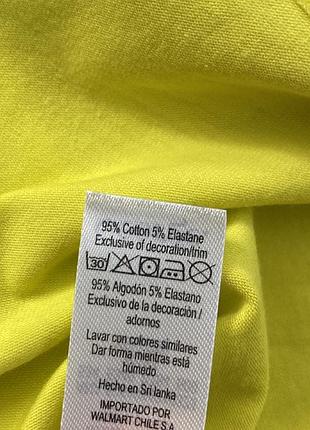 95% Cotton 5% Elastane
Exclusive of decoration/trim
30
95% Algodón 5% Elastano
Exclusivo de la decoración /
adornos
Lavar con colores similares
Dar forma mientras está
húmedo
Hecho en Sri lanka
IMPORTADO POR
WALMART CHILE S.A